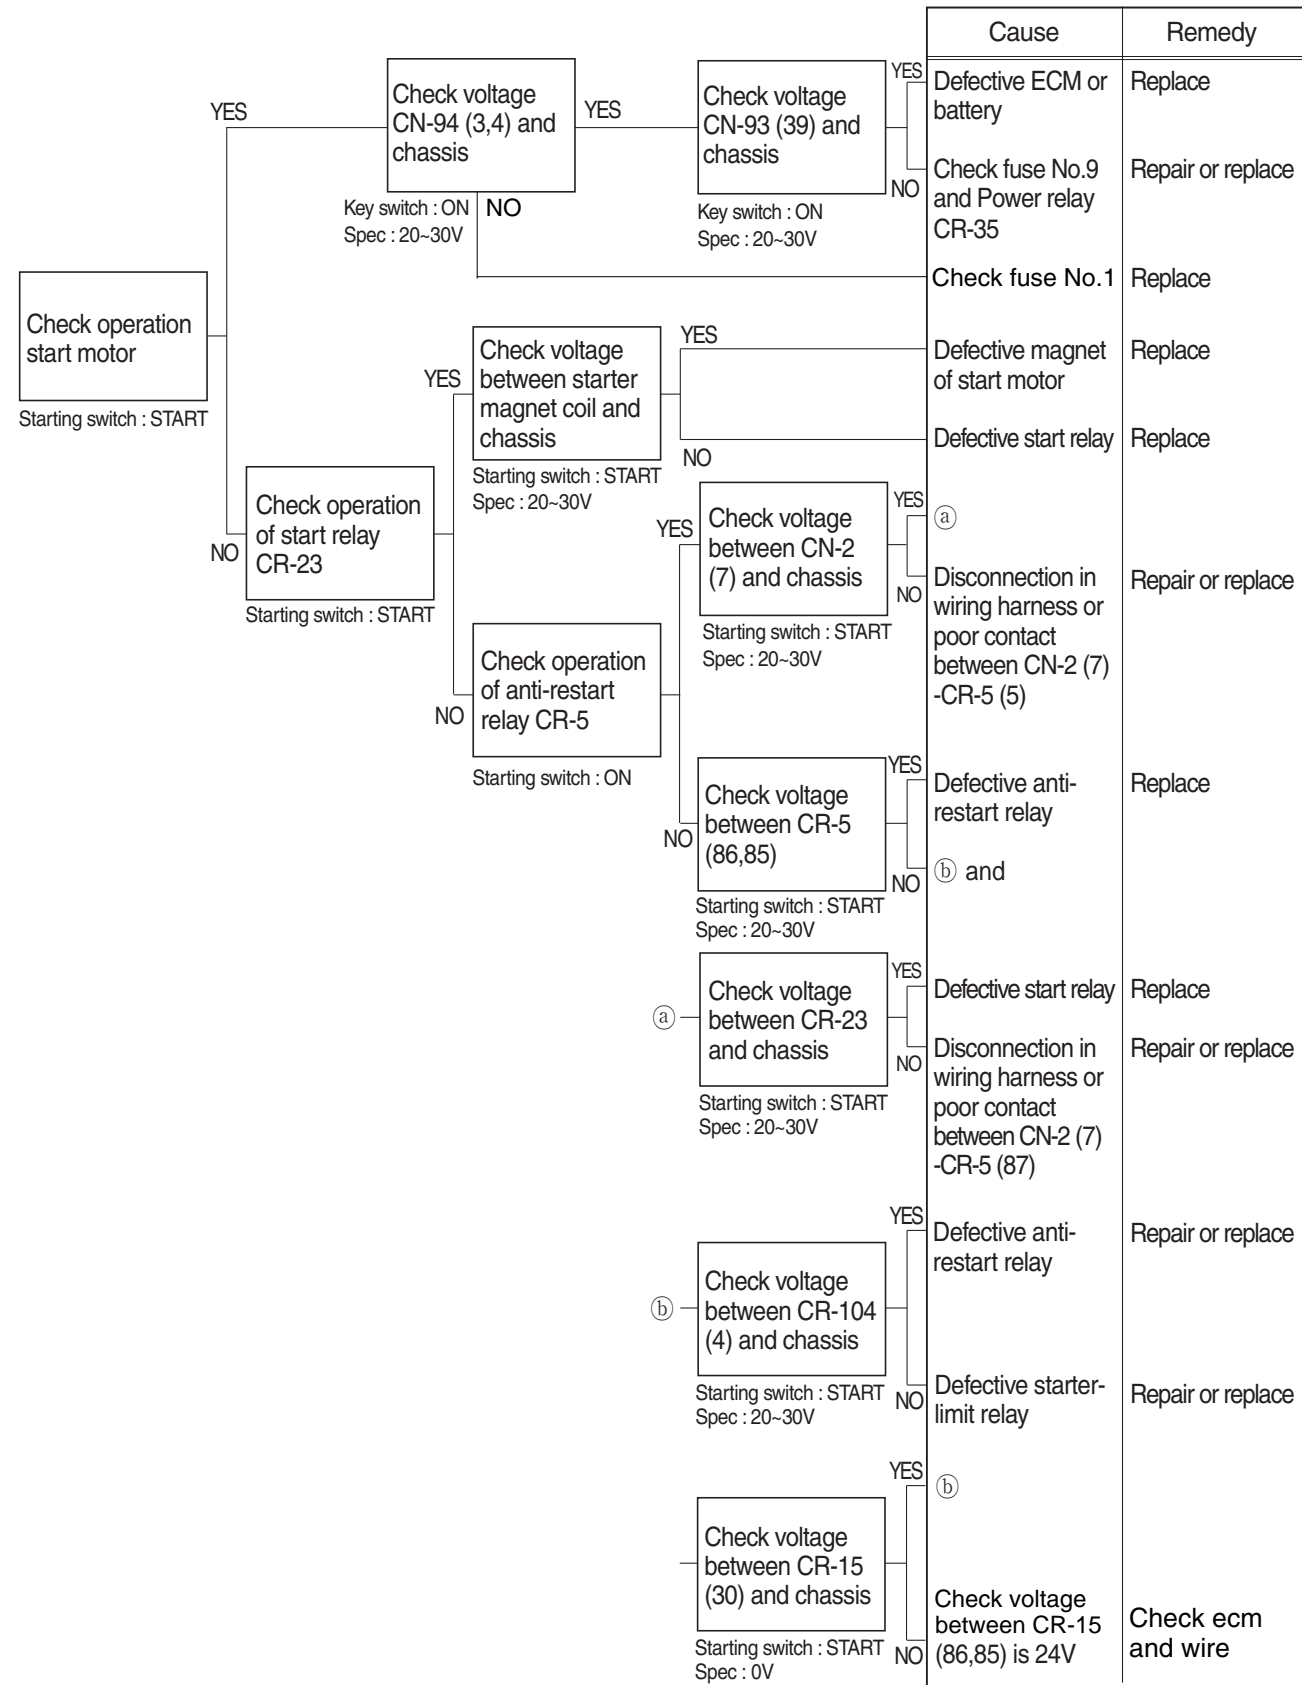 Cause
Remedy
YES
Check voltage
CN-94 (3,4) and
chassis
Key switch : ON
Spec : 20~30V
YES
NO
Check voltage
CN-93 (39) and
chassis
Key switch : ON
Spec : 20~30V
YES
Defective ECM or
battery
Replace
NO
Check fuse No.9
and Power relay
CR-35
Repair or replace
Check fuse No.1
Replace
Check operation
start motor
Starting switch : START
NO
Check operation
of start relay
CR-23
Starting switch : START
YES
Check voltage
between starter
magnet coil and
chassis
Starting switch : START
Spec : 20~30V
YES
Defective magnet
of start motor
Replace
NO
Defective start relay
Replace
NO
Check operation
of anti-restart
relay CR-5
Starting switch : ON
YES
Check voltage
between CN-2
(7) and chassis
Starting switch : START
Spec : 20~30V
YES
ⓐ
NO
Disconnection in
wiring harness or
poor contact
between CN-2 (7)
-CR-5 (5)
Repair or replace
NO
Check voltage
between CR-5
(86,85)
Starting switch : START
Spec : 20~30V
YES
Defective anti-
restart relay
Replace
NO
ⓑ and
ⓐ
Check voltage
between CR-23
and chassis
Starting switch : START
Spec : 20~30V
YES
Defective start relay
Replace
NO
Disconnection in
wiring harness or
poor contact
between CN-2 (7)
-CR-5 (87)
Repair or replace
ⓑ
Check voltage
between CR-104
(4) and chassis
Starting switch : START
Spec : 20~30V
YES
Defective anti-
restart relay
Repair or replace
NO
Defective starter-
limit relay
Repair or replace
Check voltage
between CR-15
(30) and chassis
Starting switch : START
Spec : 0V
YES
ⓑ
NO
Check voltage
between CR-15
(86,85) is 24V
Check ecm
and wire